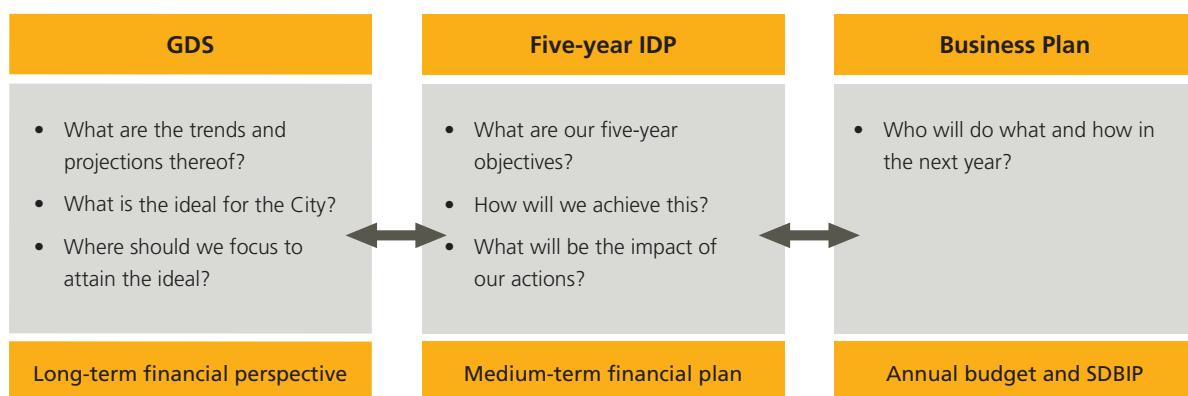 GDS
• What are the trends and
projections thereof?
• What is the ideal for the City?
• Where should we focus to
attain the ideal?
Long-term financial perspective
Five-year IDP
• What are our five-year
objectives?
• How will we achieve this?
• What will be the impact of
our actions?
Medium-term financial plan
Business Plan
• Who will do what and how in
the next year?
Annual budget and SDBIP